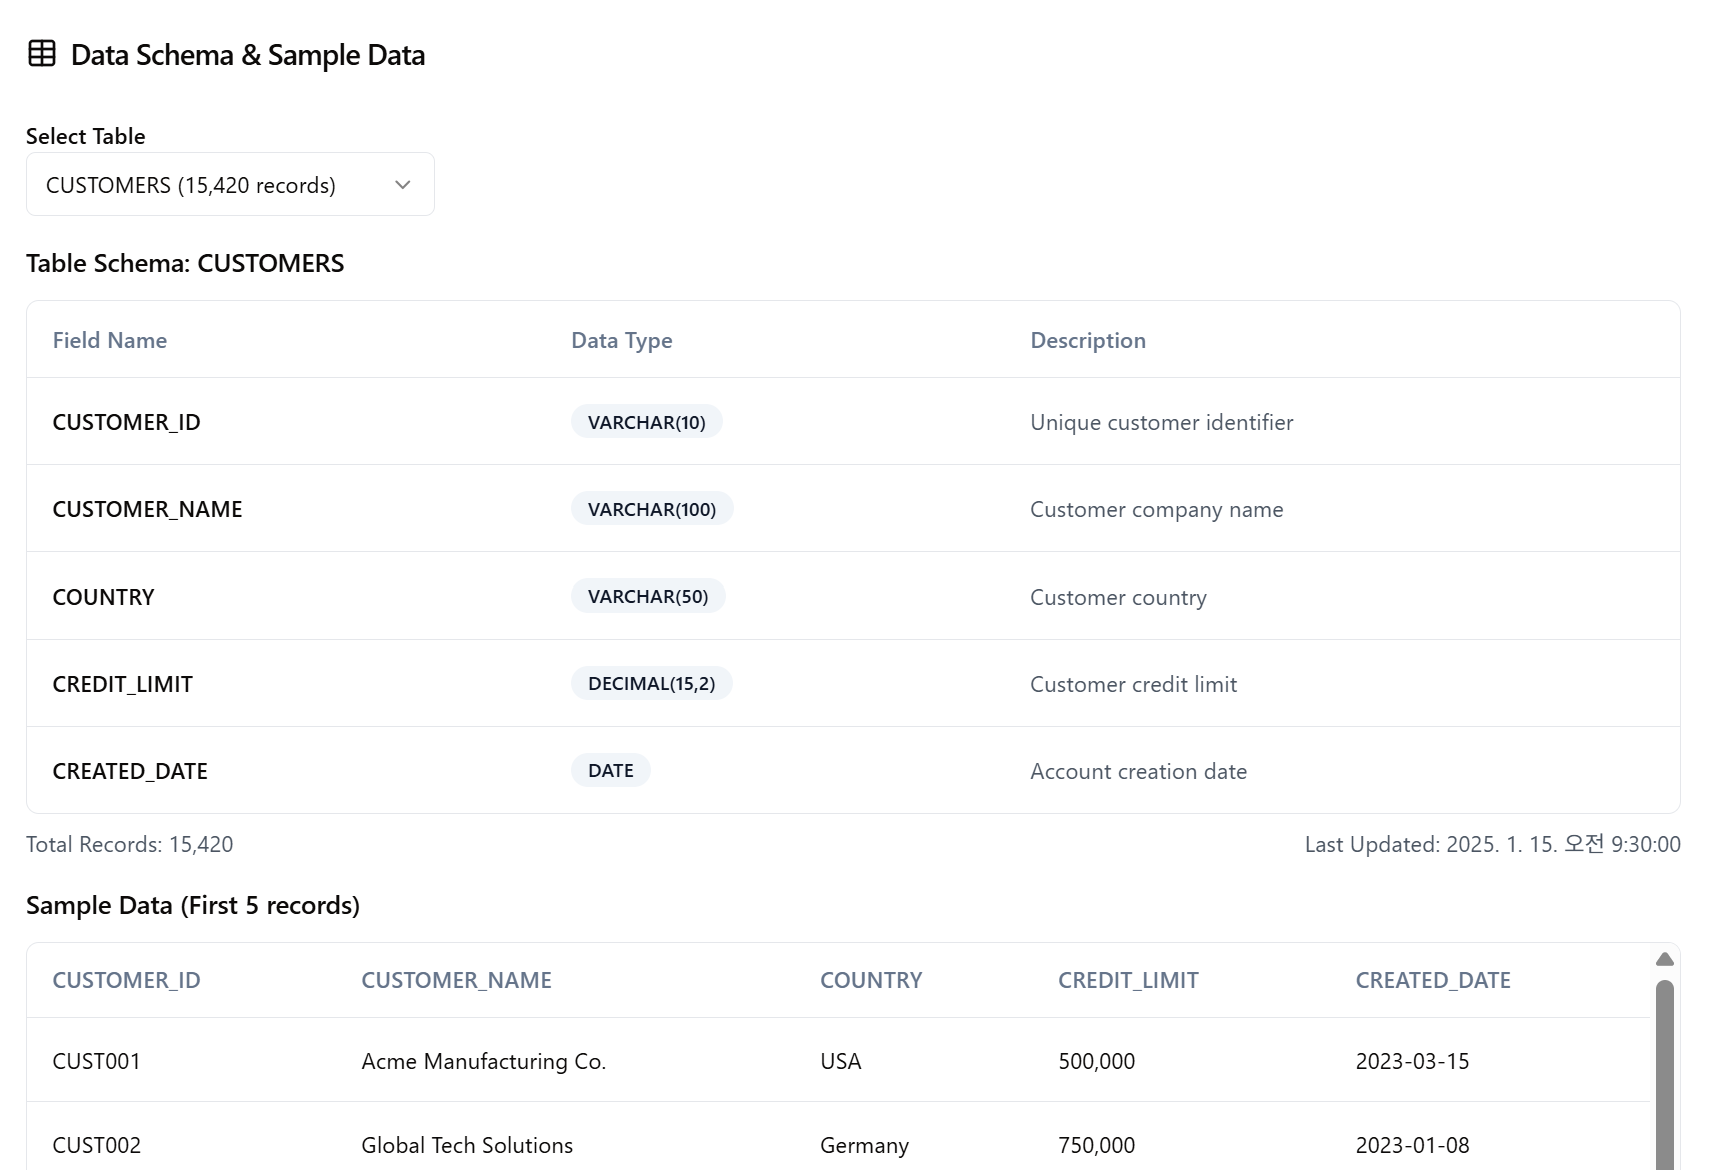 Data Schema & Sample Data
Select Table
CUSTOMERS (15,420 records)
Table Schema: CUSTOMERS
Field Name Data Type Description
CUSTOMER_ID VARCHAR(10) Unique customer identifier
CUSTOMER_NAME VARCHAR(100) Customer company name
COUNTRY VARCHAR(50) Customer country
CREDIT_LIMIT DECIMAL(15,2) Customer credit limit
CREATED_DATE DATE Account creation date
Total Records: 15,420 Last Updated: 2025. 1. 15. 오전 9:30:00
Sample Data (First 5 records)
CUSTOMER_ID CUSTOMER_NAME COUNTRY CREDIT_LIMIT CREATED_DATE
CUST001 Acme Manufacturing Co. USA 500,000 2023-03-15
CUST002 Global Tech Solutions Germany 750,000 2023-01-08